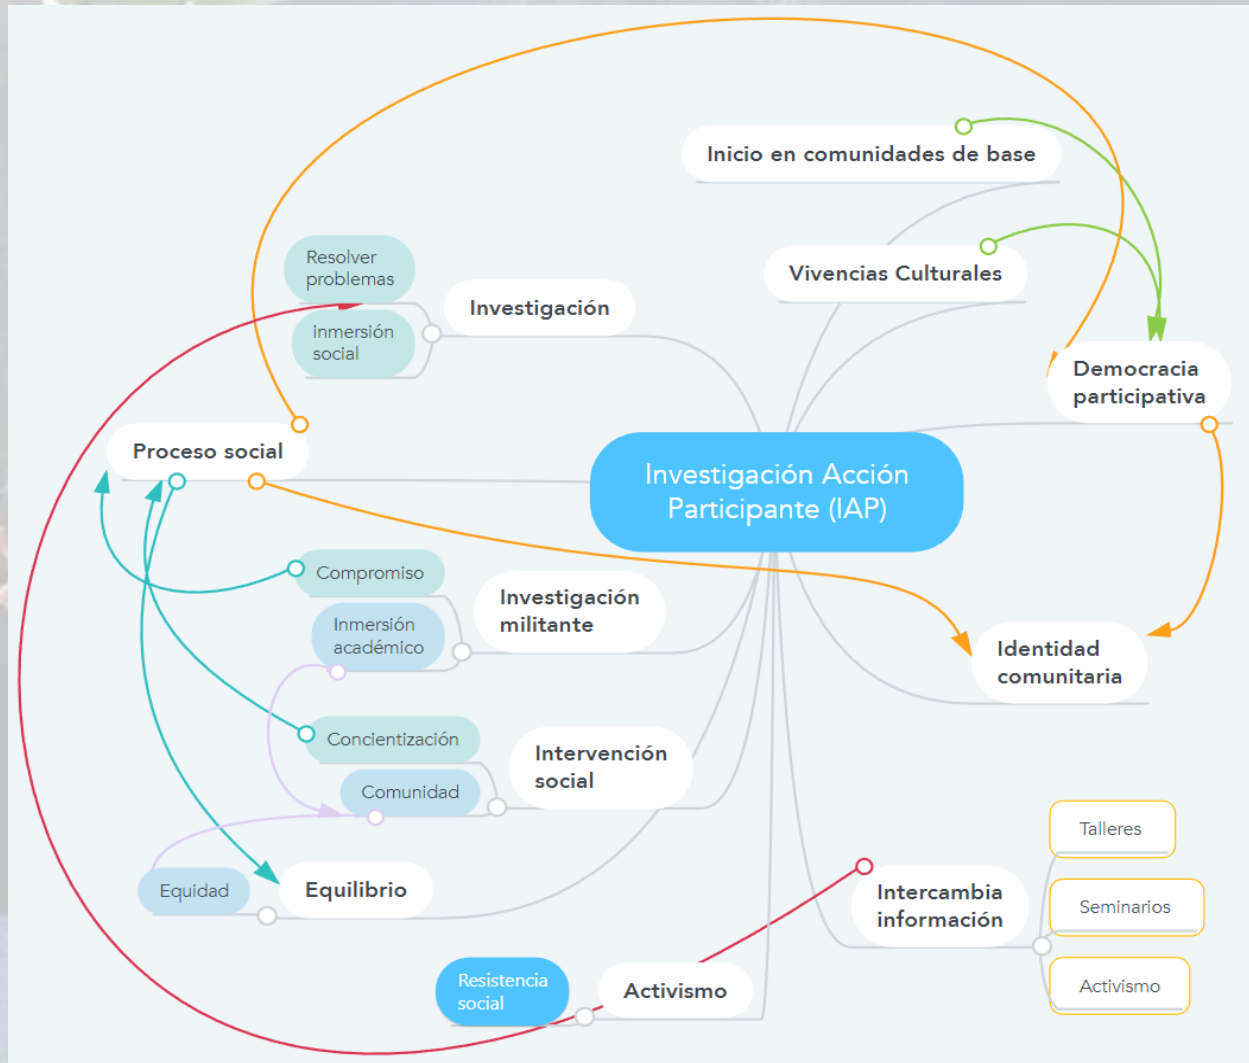 Inicio en comunidades de base
Vivencias Culturales
Democracia
participativa
Resolver
problemas
inmersión
social
Investigación
Proceso social
Investigación Acción
Participante (IAP)
Compromiso
Inmersión
académico
Investigación
militante
Identidad
comunitaria
Concientización
Comunidad
Intervención
social
Equidad
Equilibrio
Intercambia
información
Talleres
Seminarios
Activismo
Resistencia
social
Activismo